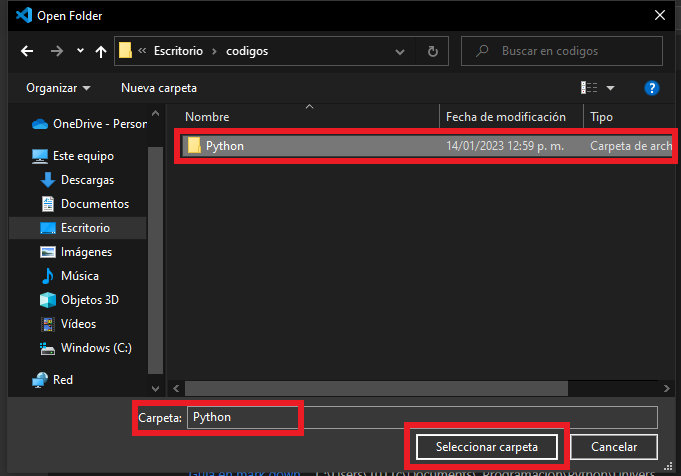 Open Folder
« Escritorio > codigos
Buscar en codigos
Organizar
Nueva carpeta
Nombre
Fecha de modificación
Tipo
OneDrive - Person
Python
14/01/2023 12:59 p. m.
Carpeta de arch
Este equipo
Descargas
Documentos
Escritorio
Imágenes
Música
Objetos 3D
Vídeos
Windows (C:)
Red
Carpeta:
Python
Seleccionar carpeta
Cancelar